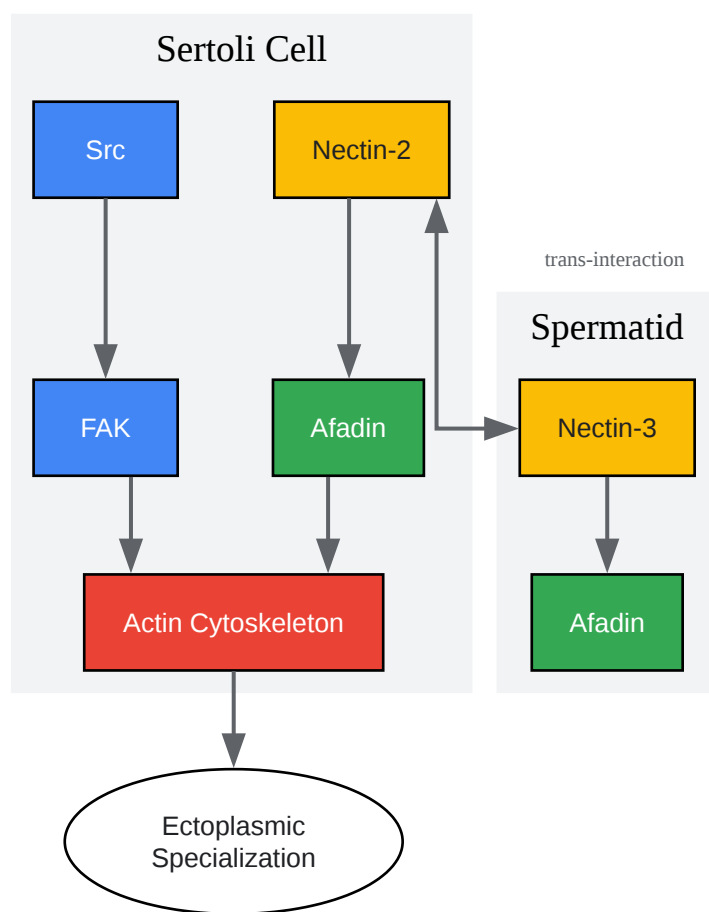 Sertoli Cell
Src
Nectin-2
trans-interaction
Spermatid
FAK
Afadin
Nectin-3
Actin Cytoskeleton
Afadin
Ectoplasmic
Specialization